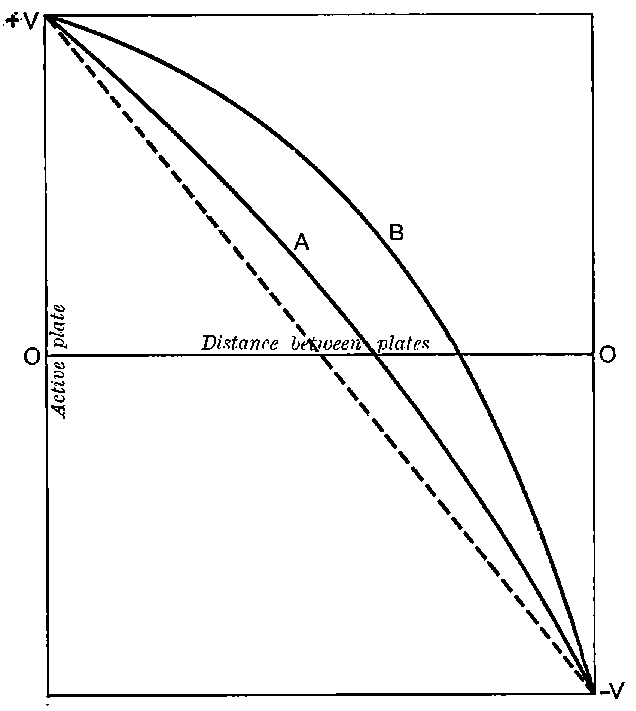 +V
B
A
Distance between plates
O
O
Active plate
-V